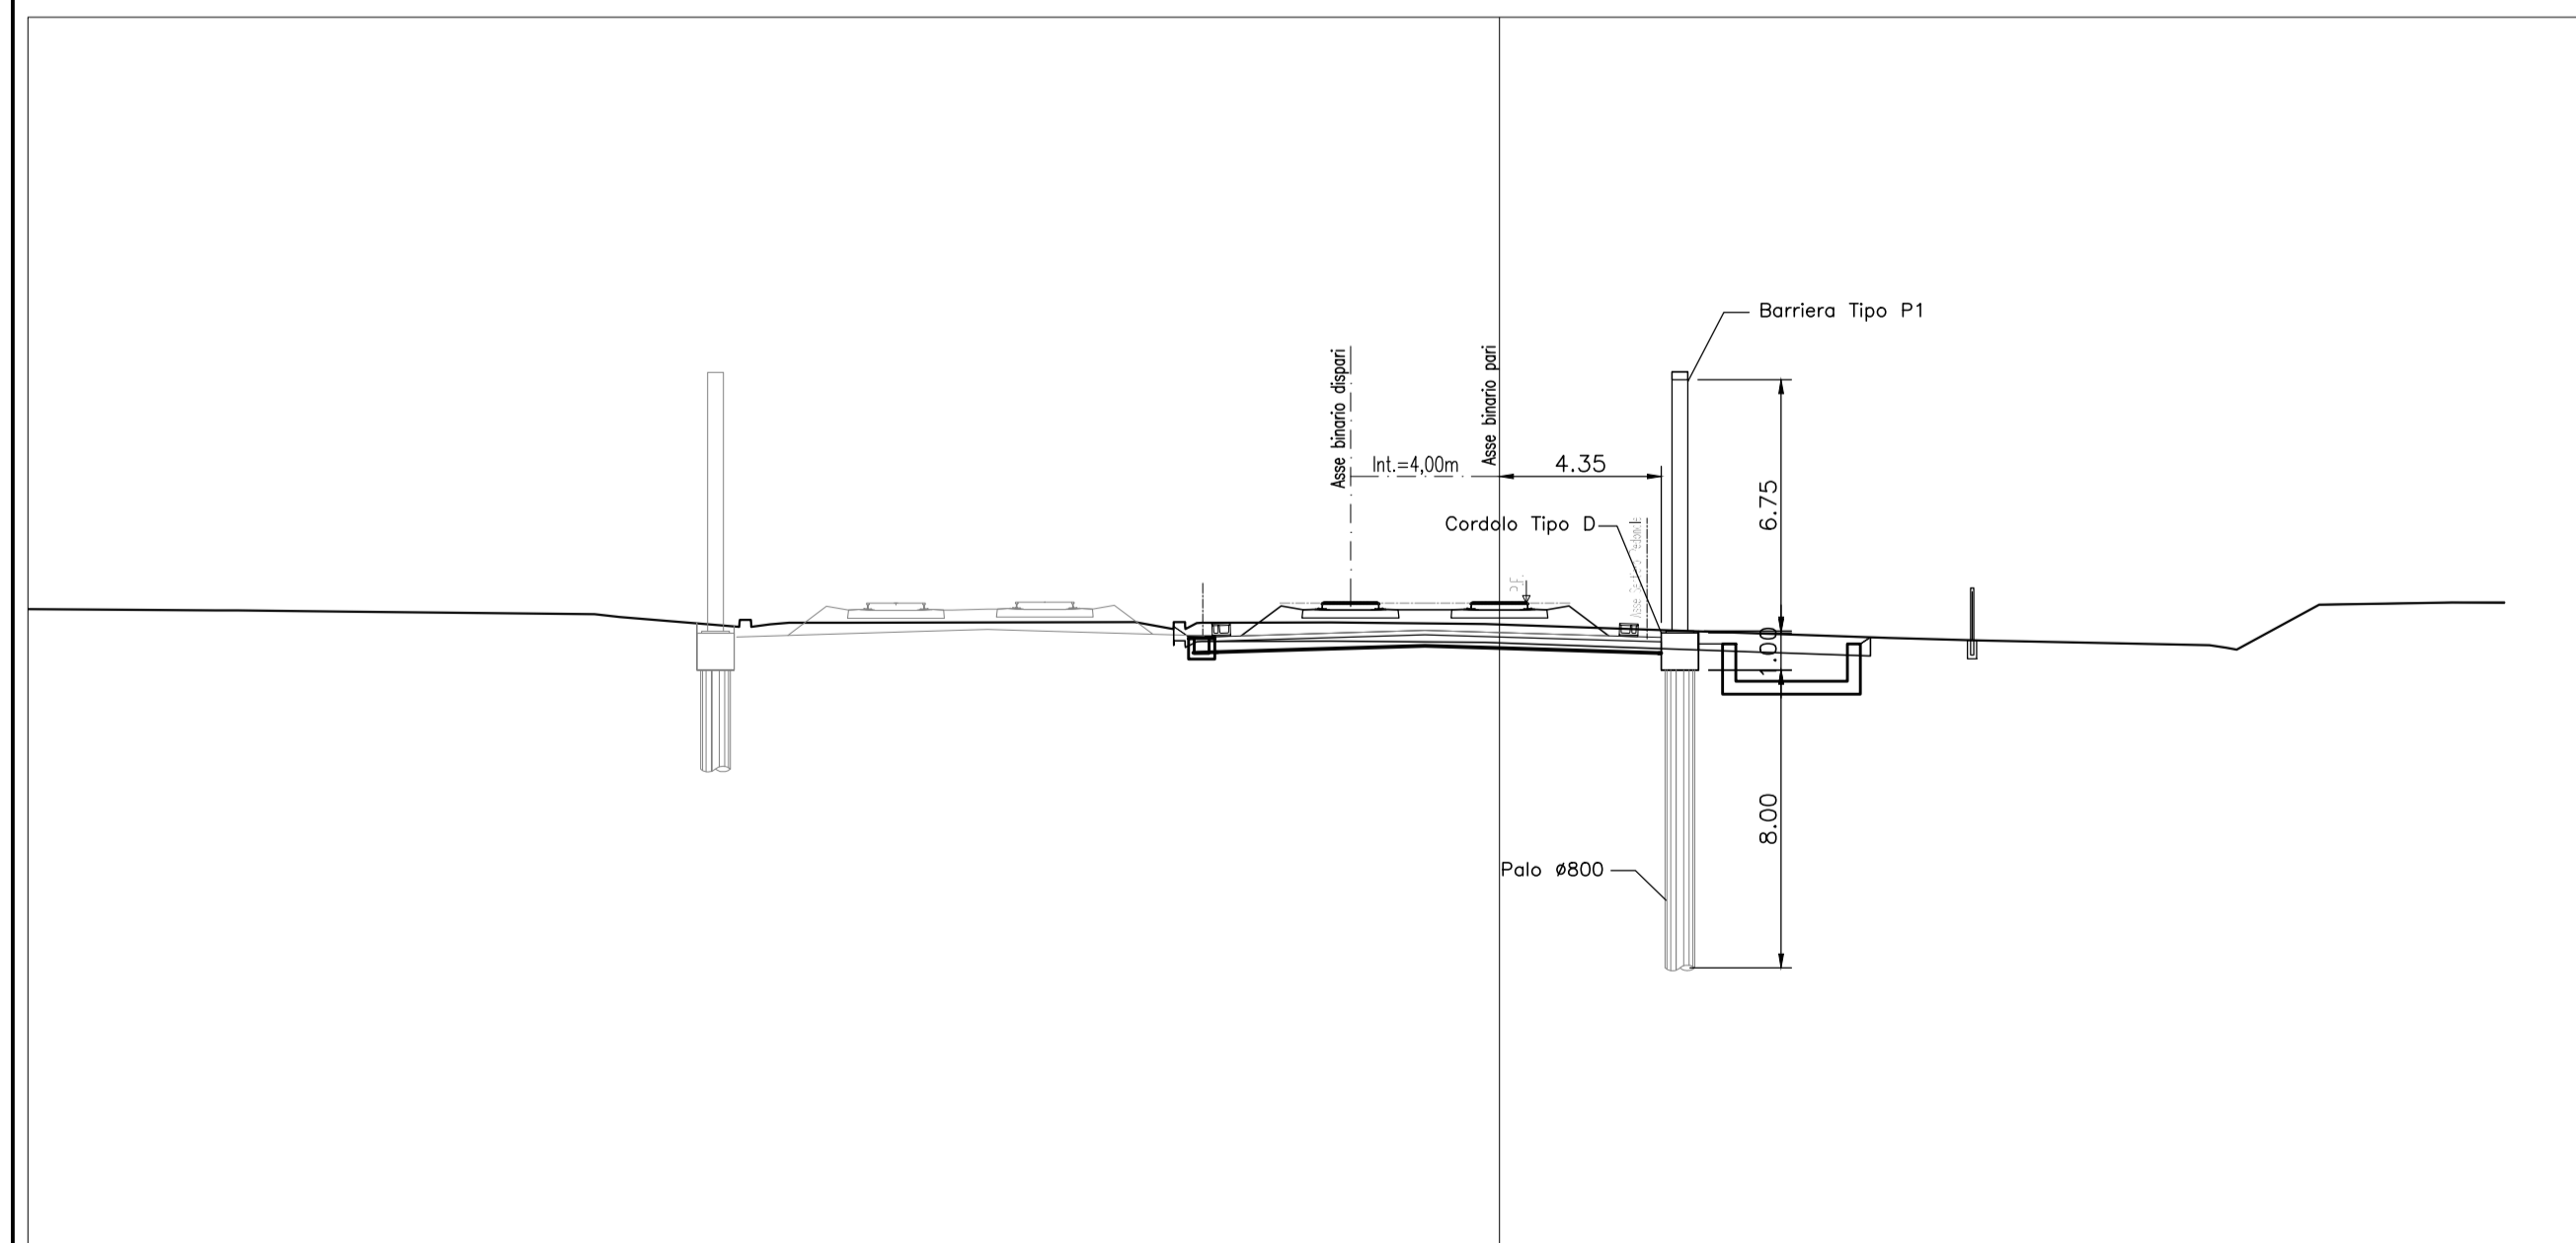 Barriera Tipo P1
Asse binario dispari
Asse binario pari
Int.=4,00m
4.35
6.75
Cordolo Tipo D
P.F.
1.00
8.00
Palo ø800